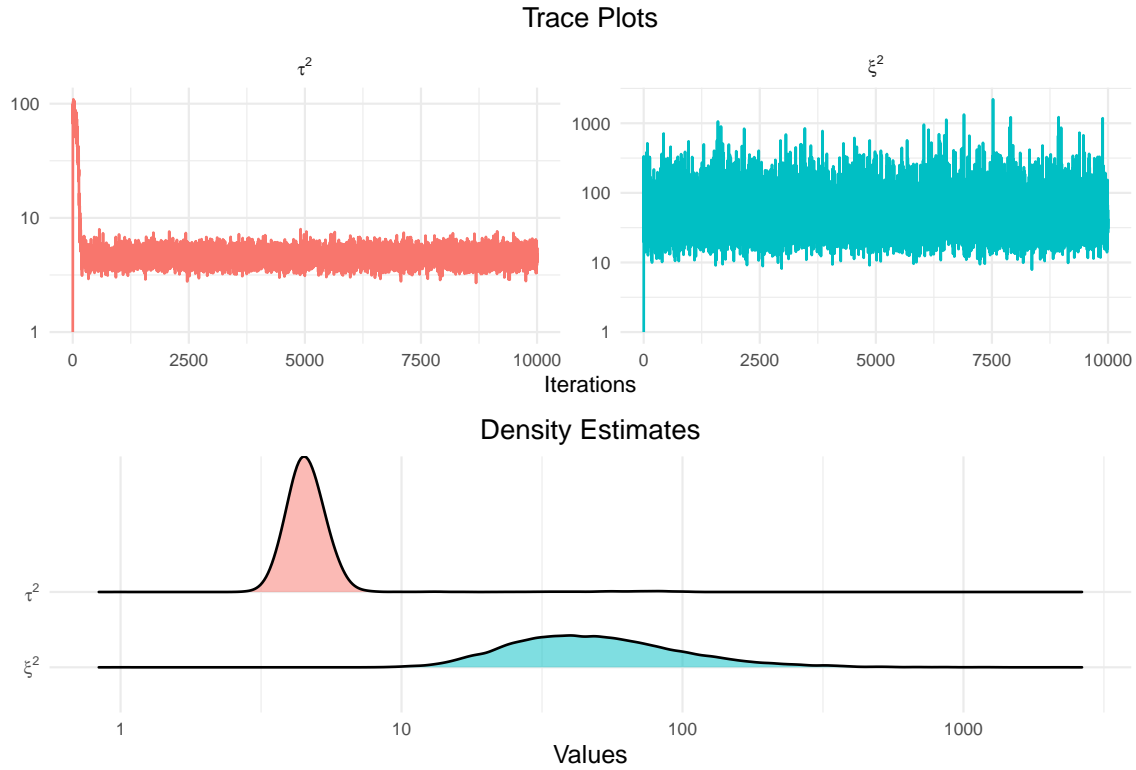 Trace Plots
τ² ξ²
100
10
1
1000
100
10
1
0 2500 5000 7500 10000 0 2500 5000 7500 10000
Iterations
Density Estimates
τ²
ξ²
1 10 100 1000
Values